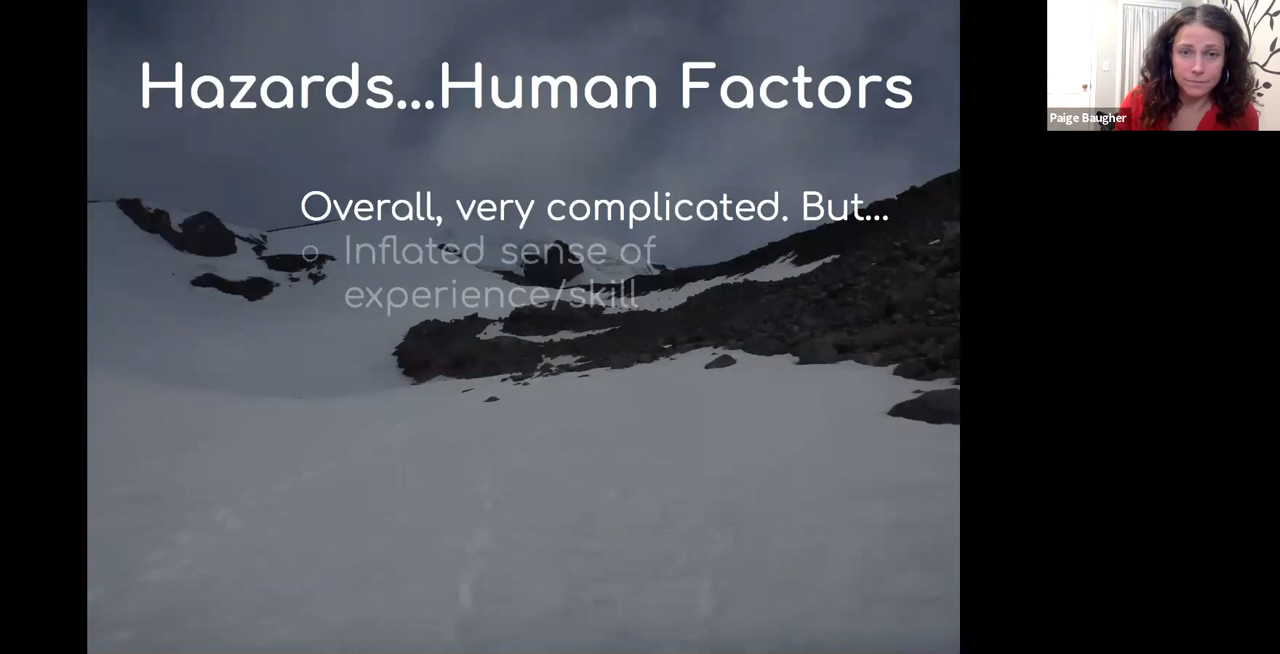 Hazards...Human Factors
Overall, very complicated. But...
○ Inflated sense of
experience/skill
Paige Baugher